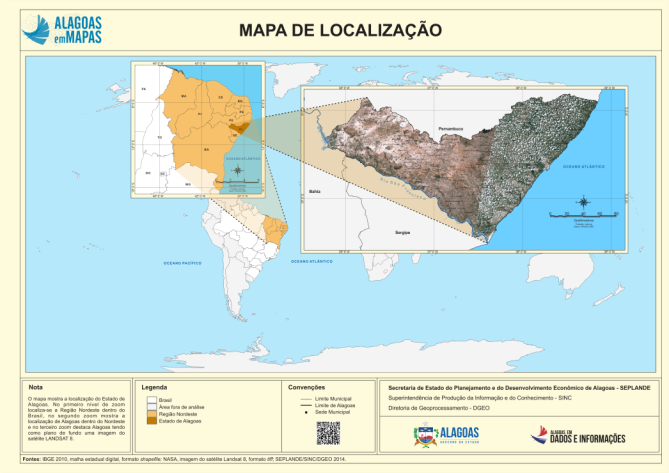 ALAGOAS
em MAPAS
MAPA DE LOCALIZAÇÃO
Pernambuco
OCEANO ATLÂNTICO
Bahia
Sergipe
OCEANO ATLÂNTICO
OCEANO PACÍFICO
OCEANO ATLÂNTICO
Nota
O mapa mostra a localização do Estado de
Alagoas. No primeiro nível de zoom
localiza-se a Região Nordeste dentro do
Brasil, no segundo zoom mostra a
localização de Alagoas dentro do Nordeste
e no terceiro zoom destaca Alagoas tendo
como plano de fundo uma imagem do
satélite LANDSAT 8.
Legenda
Brasil
Área fora de análise
Região Nordeste
Estado de Alagoas
Convenções
Limite Municipal
Limite de Alagoas
Sede Municipal
Secretaria de Estado do Planejamento e do Desenvolvimento Econômico de Alagoas - SEPLANDE
Superintendência de Produção da Informação e do Conhecimento - SINC
Diretoria de Geoprocessamento - DGEO
ALAGOAS
GOVERNO DO ESTADO
ALAGOAS EM
DADOS E INFORMAÇÕES
Fontes: IBGE 2010, malha estadual digital, formato shapefile; NASA, imagem do satélite Landsat 8, formato tiff; SEPLANDE/SINC/DGEO 2014.